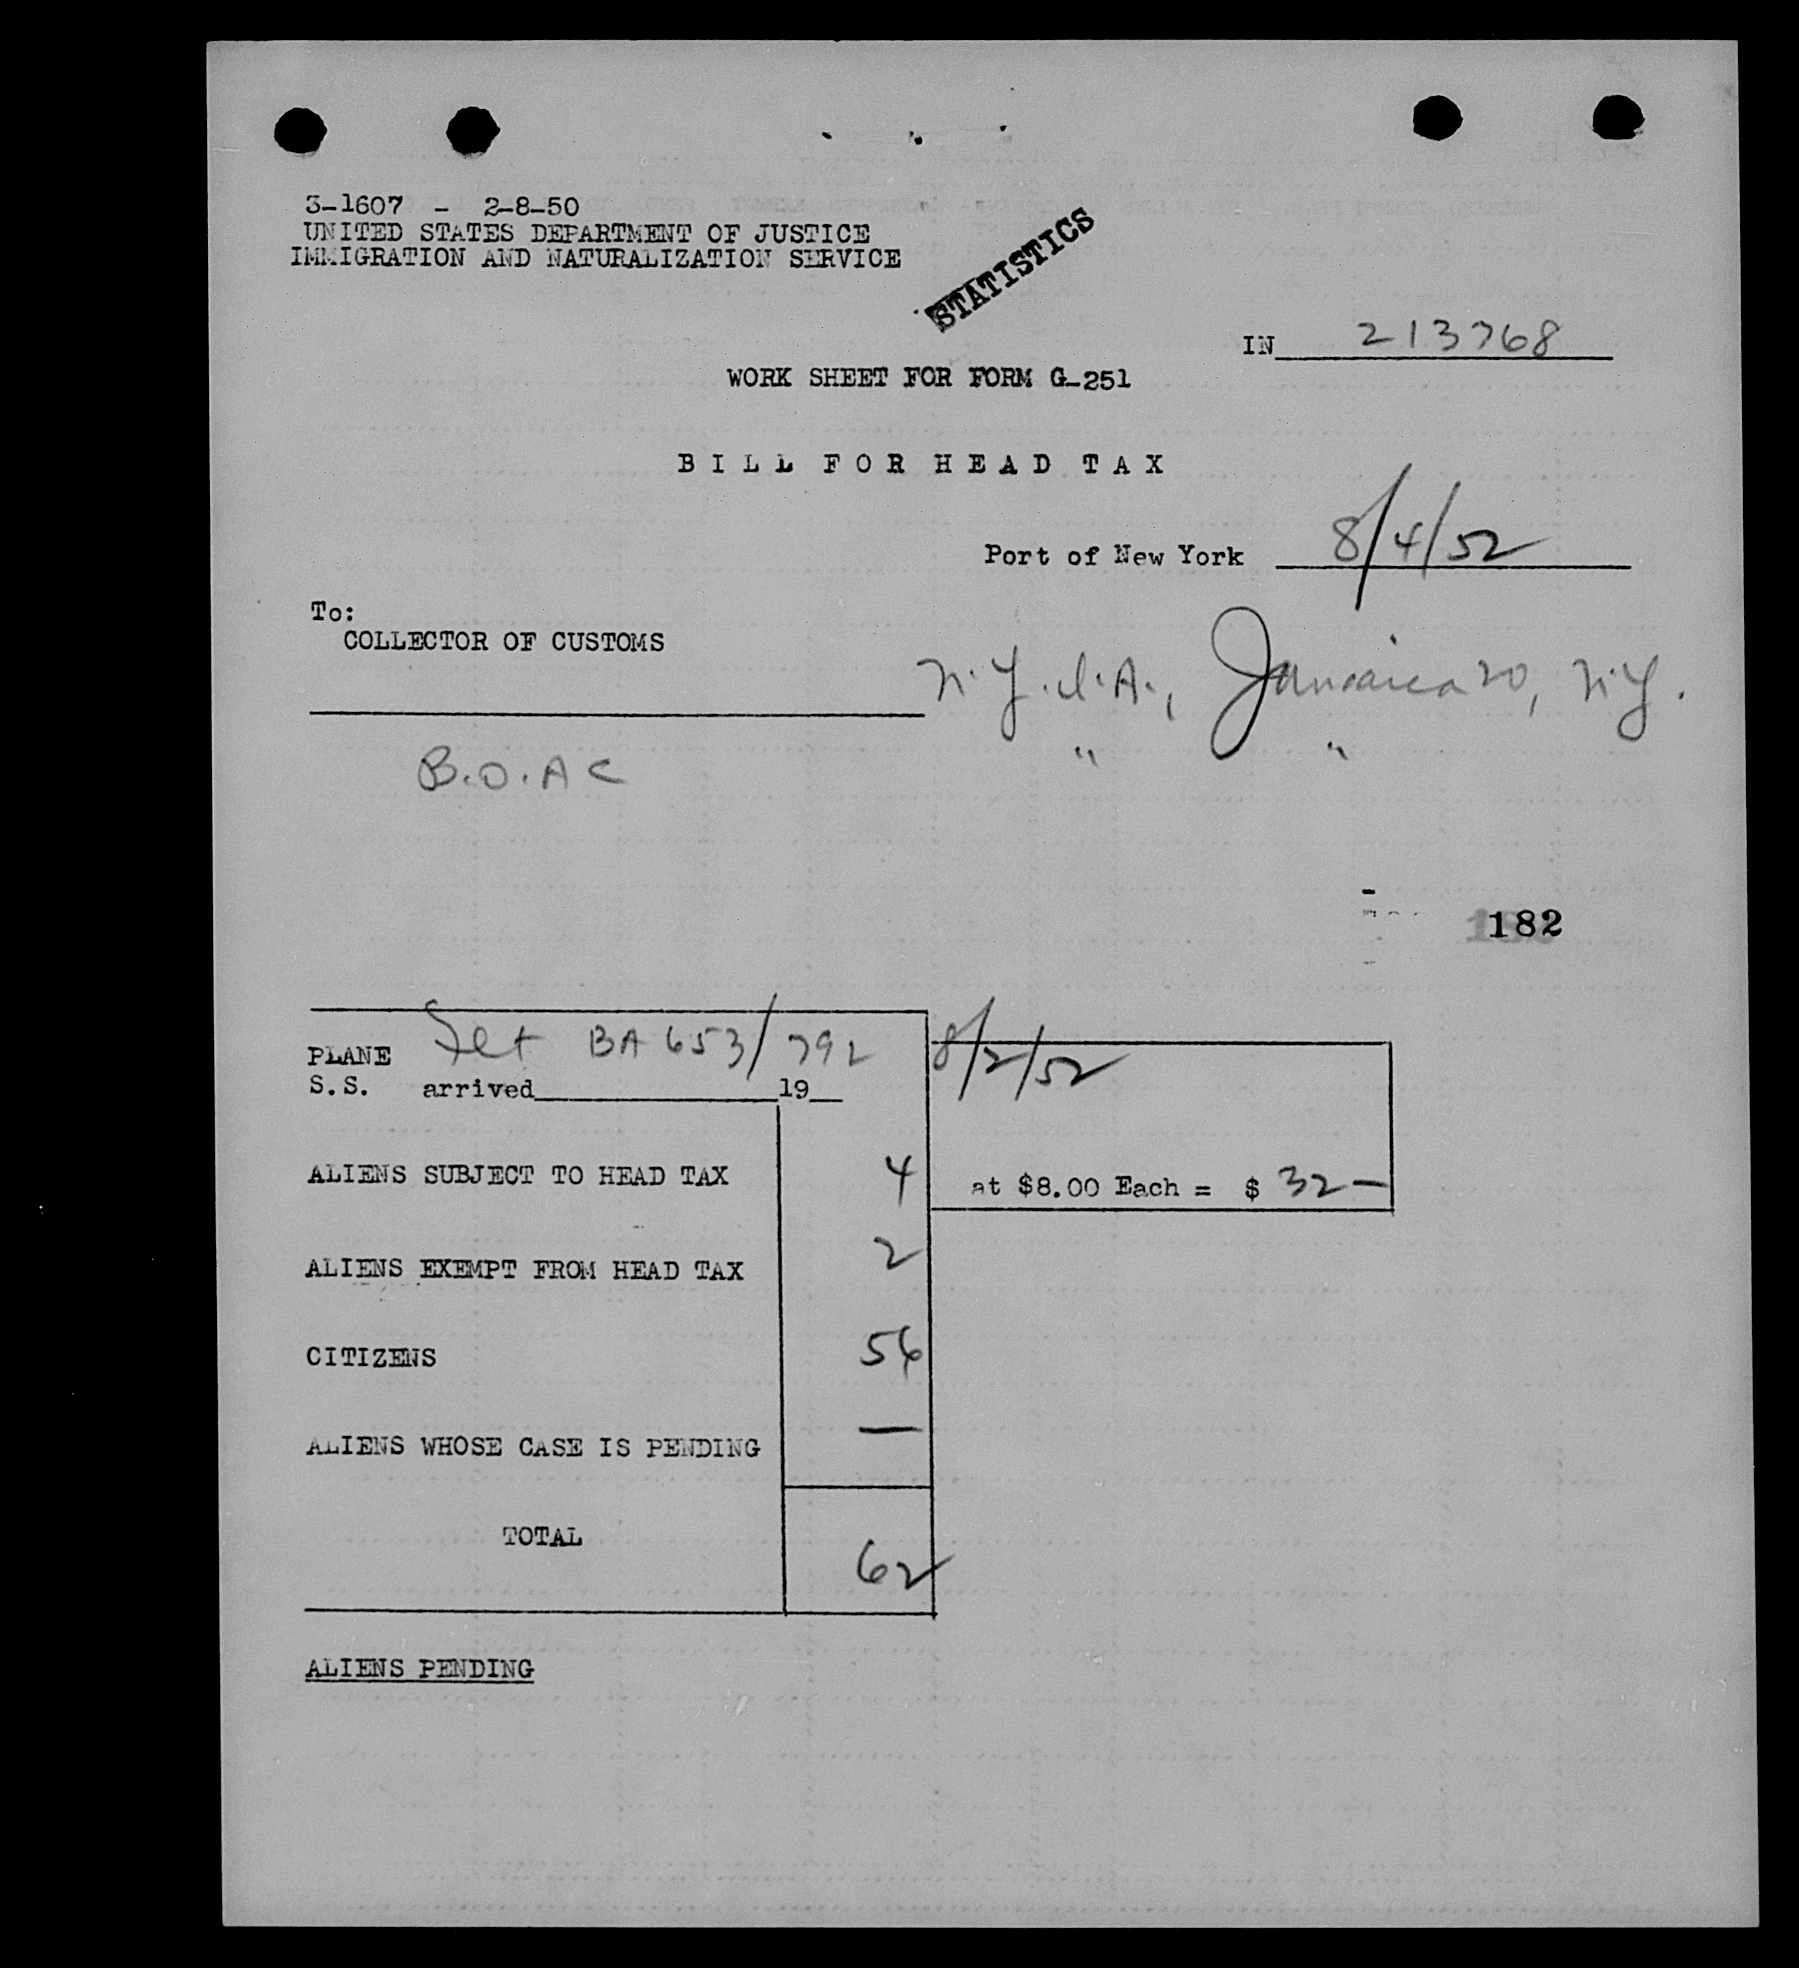 3-1607 - 2-8-50
UNITED STATES DEPARTMENT OF JUSTICE
IMMIGRATION AND NATURALIZATION SERVICE
STATISTICS
IN 213768
WORK SHEET FOR FORM G-251
BILL FOR HEAD TAX
Port of New York 8/4/52
To:
COLLECTOR OF CUSTOMS
N.Y.I.A., Jamaica 20, N.Y.
B.O.AC " "
182
PLANE BA 653/792 8/2/52
S.S. arrived 19
ALIENS SUBJECT TO HEAD TAX 4 at $8.00 Each = $ 32-
ALIENS EXEMPT FROM HEAD TAX 2
CITIZENS 56
ALIENS WHOSE CASE IS PENDING —
TOTAL 62
ALIENS PENDING